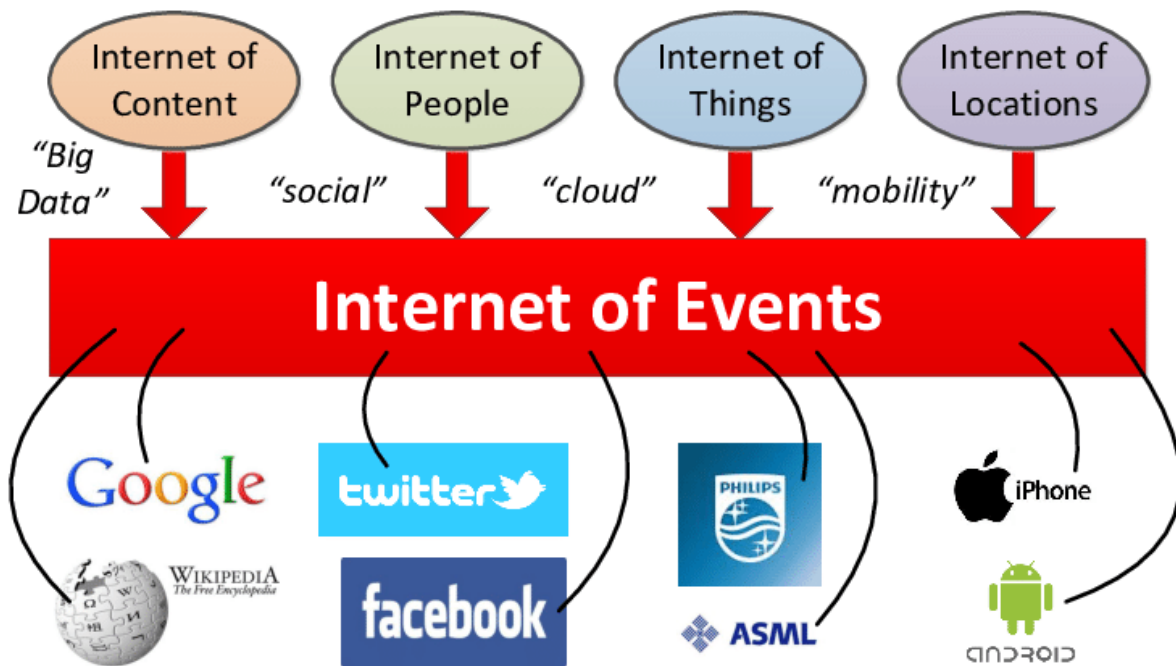 Internet of
Content
Internet of
People
Internet of
Things
Internet of
Locations
“Big
Data”
“social”
“cloud”
“mobility”
Internet of Events
Google
twitter
PHILIPS
iPhone
WIKIPEDIA
The Free Encyclopedia
facebook
ASML
ANDROID